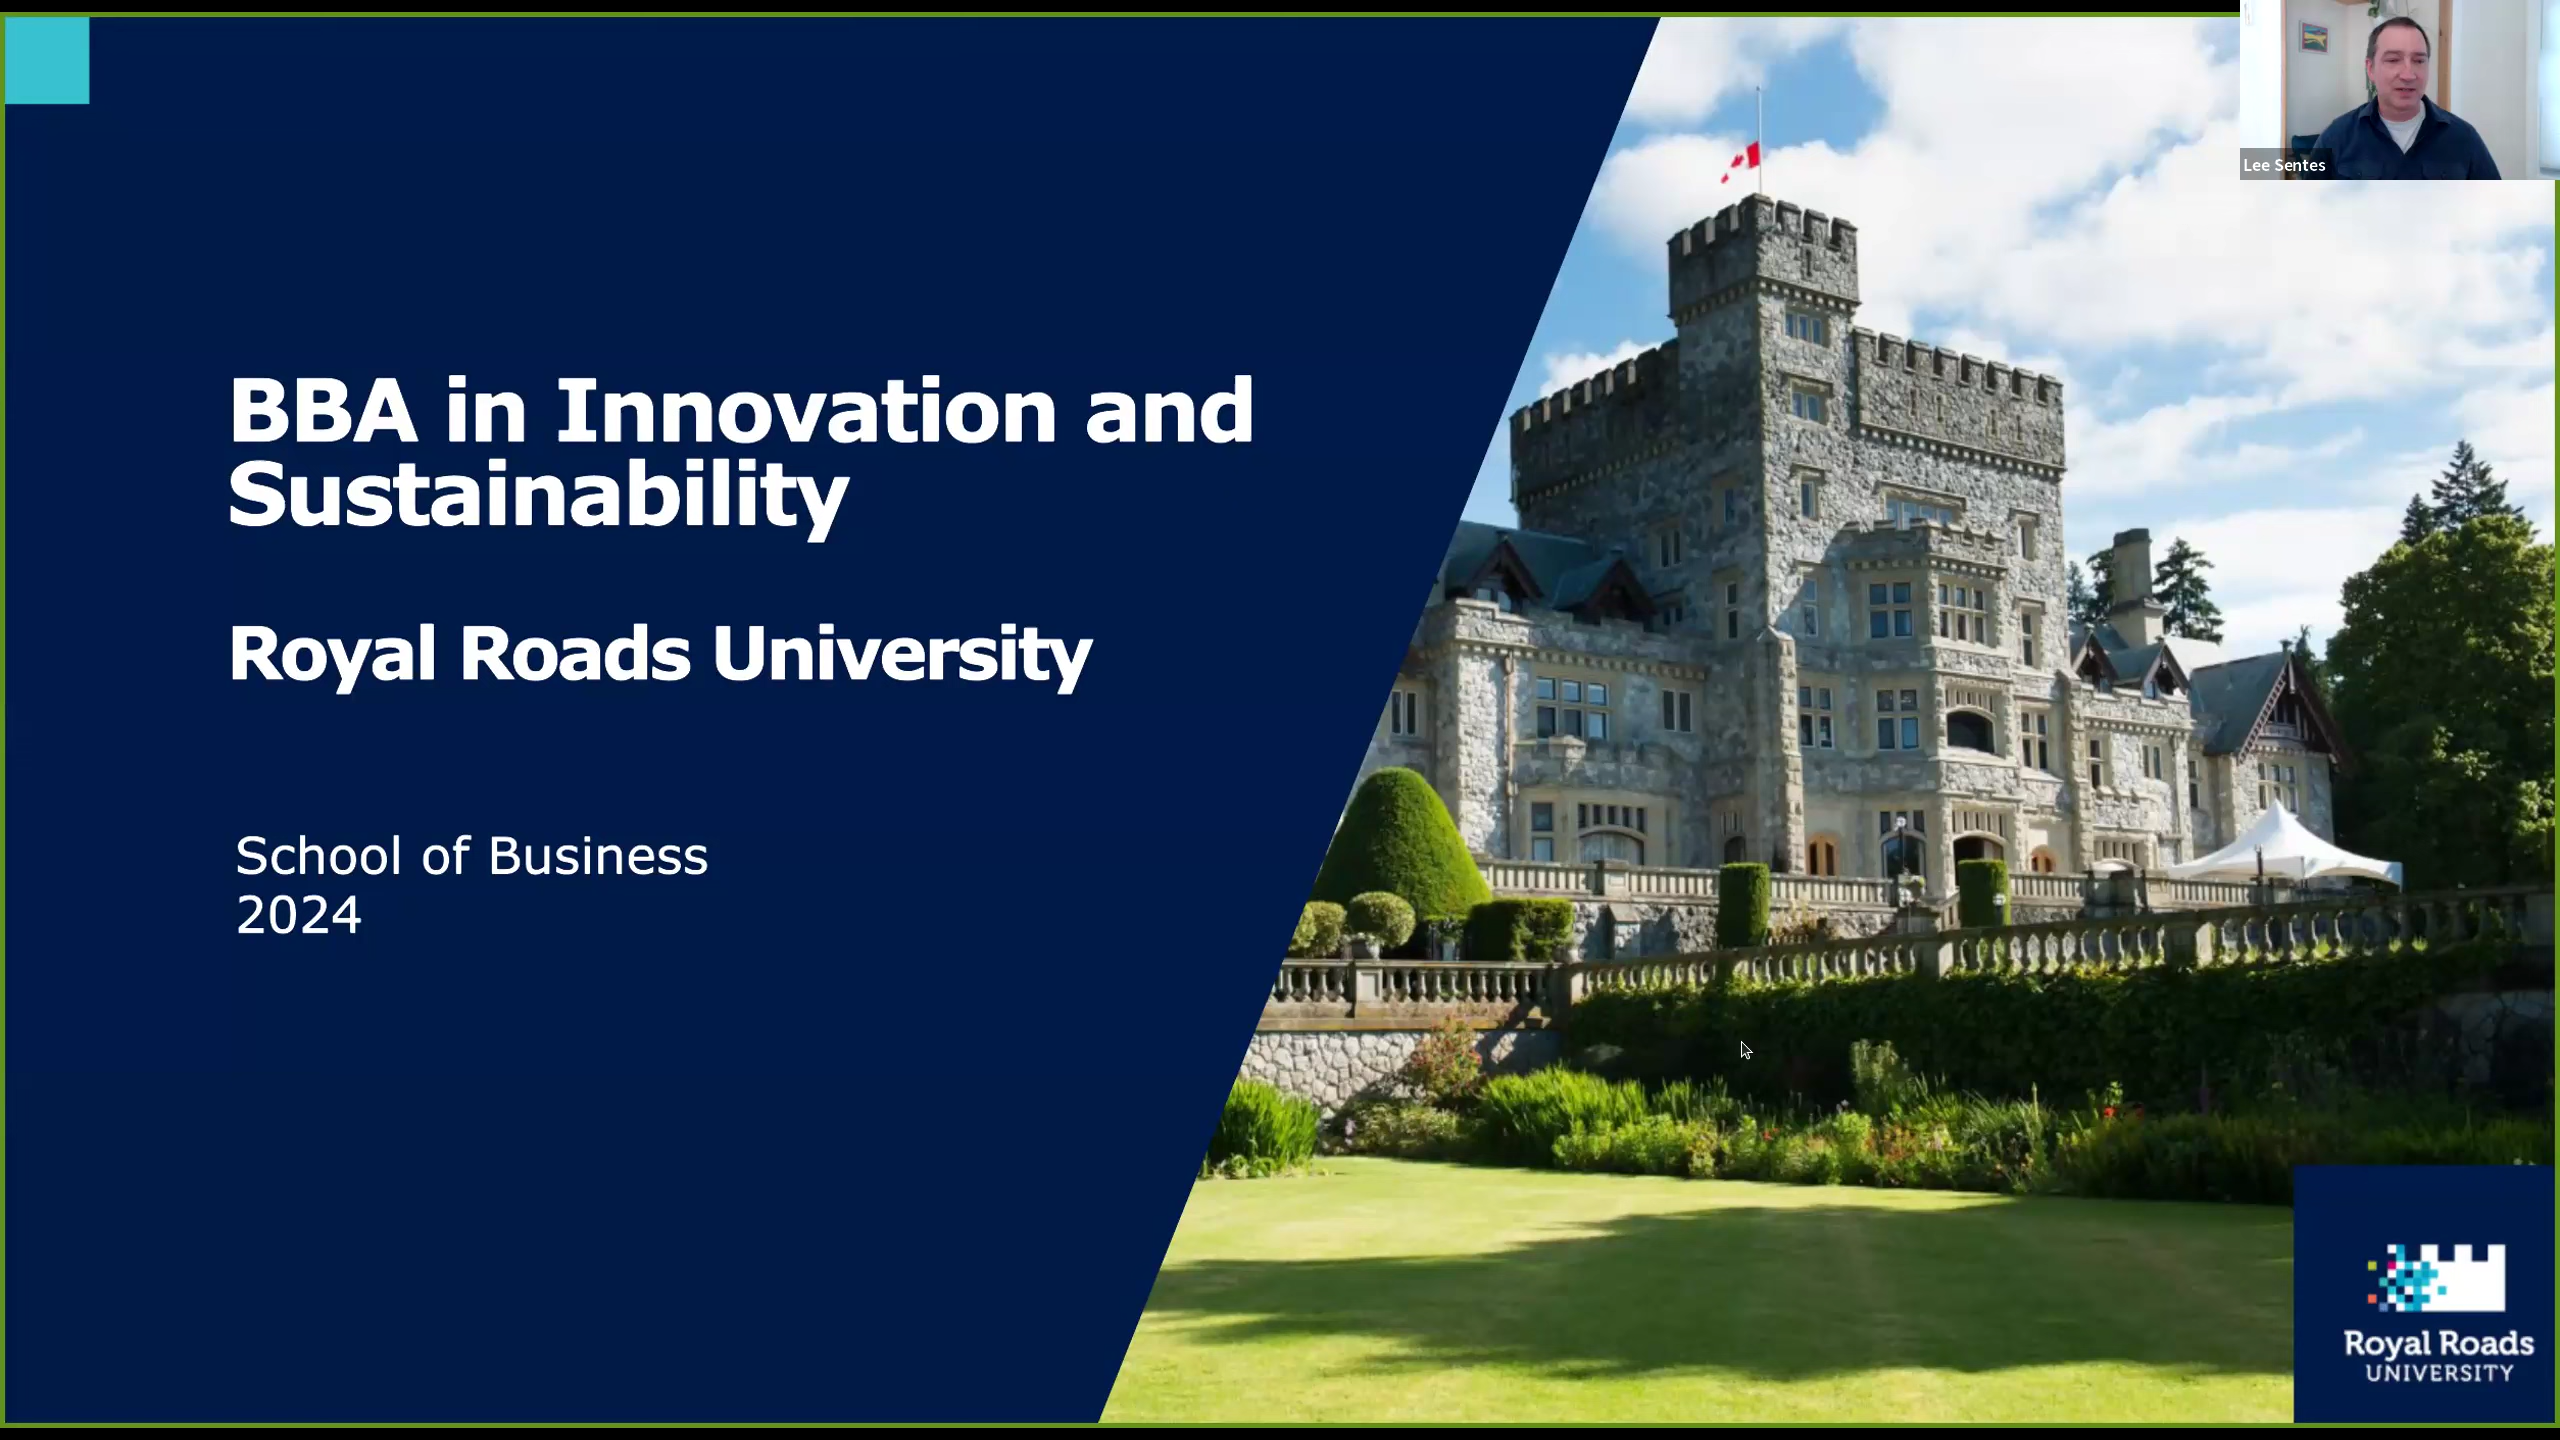 BBA in Innovation and
Sustainability
Royal Roads University
School of Business
2024
Lee Sentes
Royal Roads
UNIVERSITY